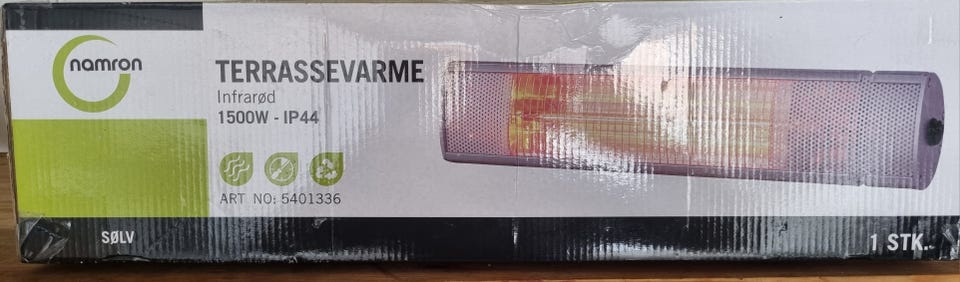 namron
TERRASSEVARME
Infrarød
1500W - IP44
ART NO: 5401336
SØLV
1 STK.